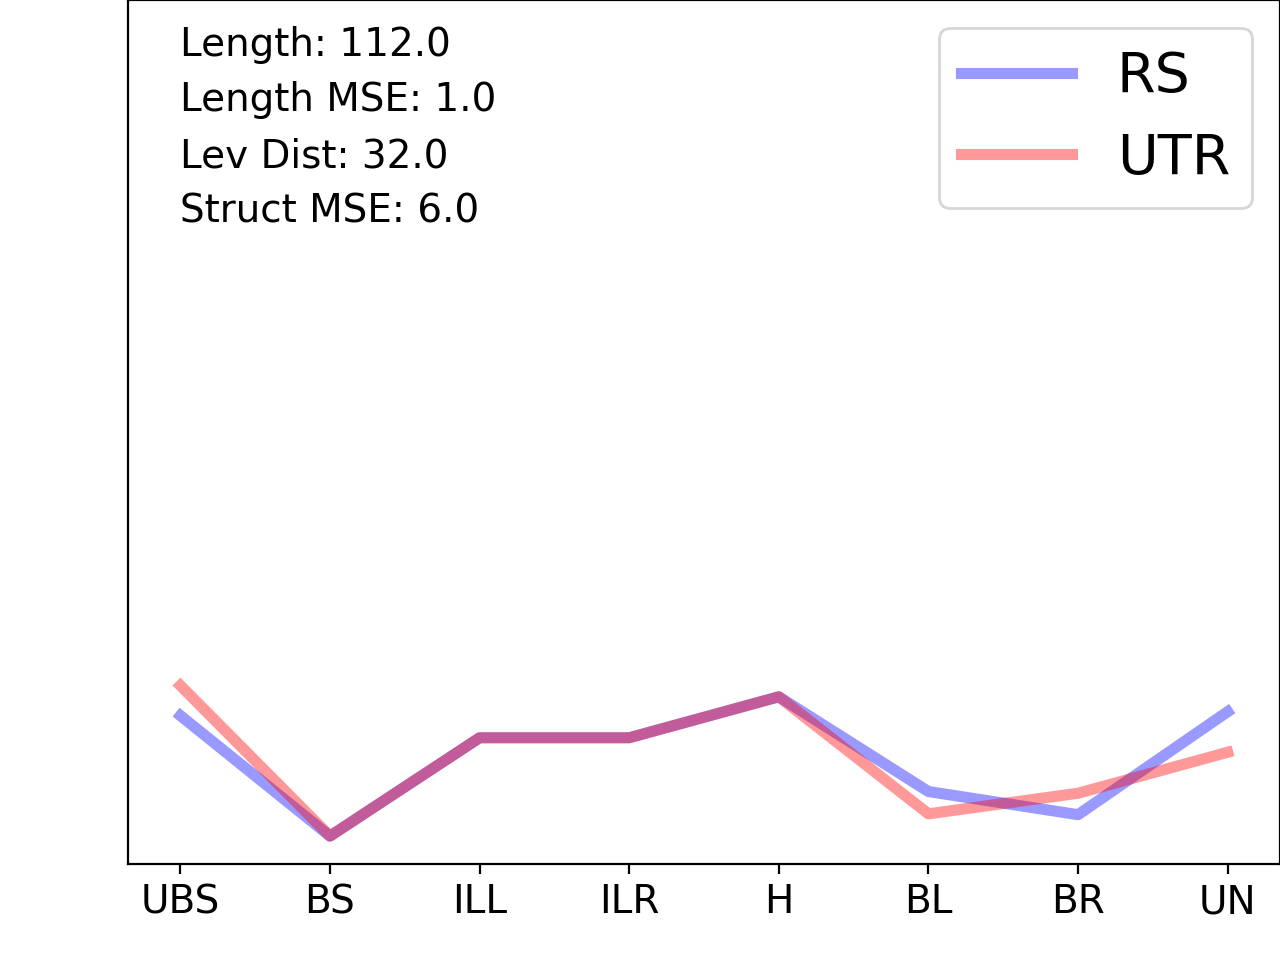 Length: 112.0
Length MSE: 1.0
Lev Dist: 32.0
Struct MSE: 6.0
RS
UTR
UBS BS ILL ILR H BL BR UN